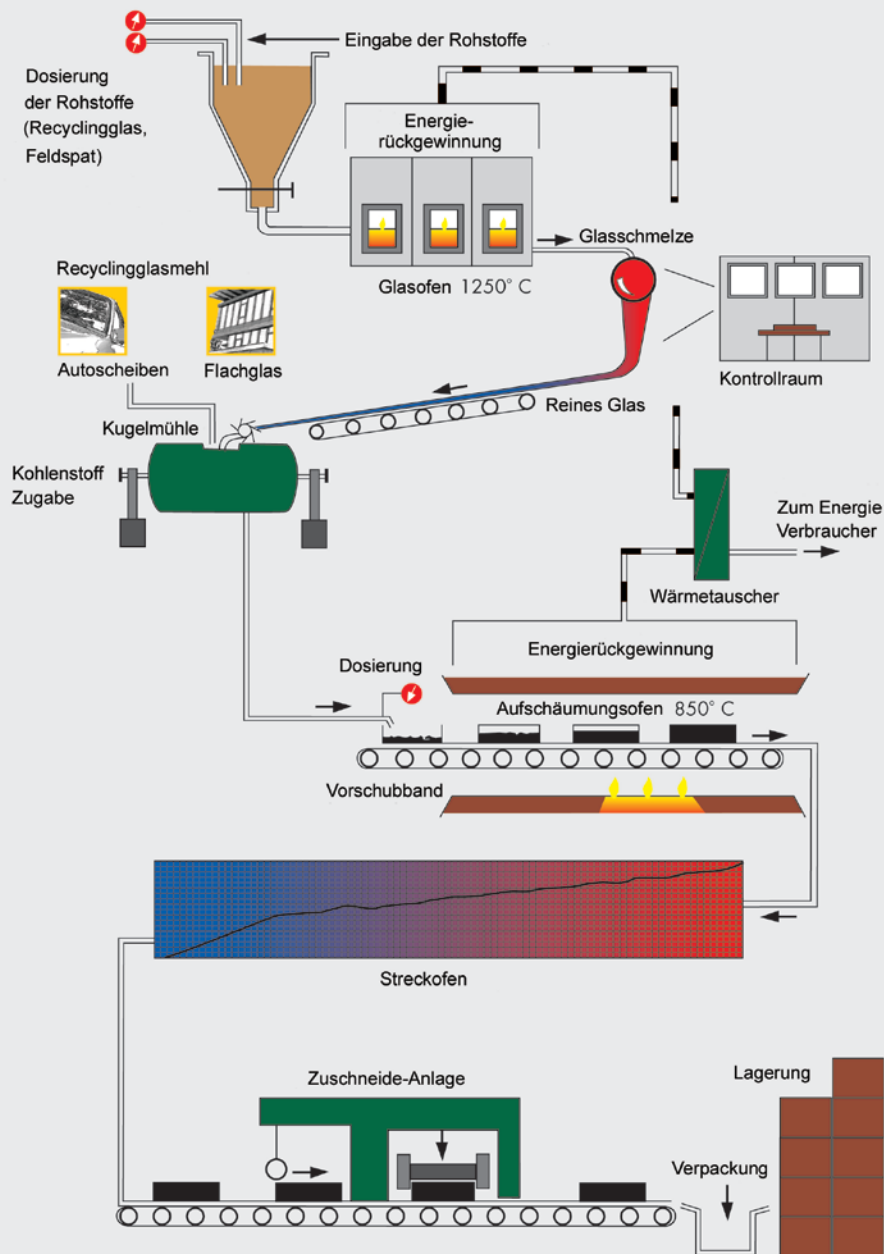 Eingabe der Rohstoffe
Dosierung
der Rohstoffe
(Recyclingglas,
Feldspat)
Energie-
rückgewinnung
Glasschmelze
Glasofen 1250° C
Recyclingglasmehl
Autoscheiben
Flachglas
Kontrollraum
Reines Glas
Kugelmühle
Kohlenstoff
Zugabe
Zum Energie
Verbraucher
Wärmetauscher
Energierückgewinnung
Dosierung
Aufschäumungsofen 850° C
Vorschubband
Streckofen
Zuschneide-Anlage
Lagerung
Verpackung